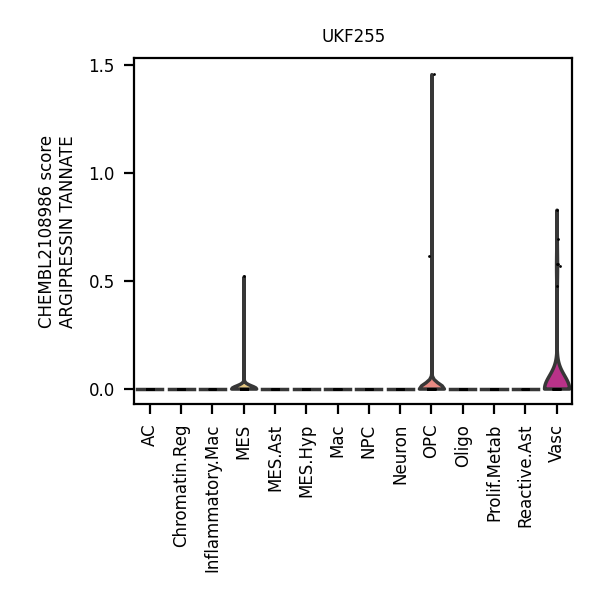 UKF255
CHEMBL2108986 score
ARGIPRESSIN TANNATE
1.5
1.0
0.5
0.0
AC
Chromatin.Reg
Inflammatory.Mac
MES
MES.Ast
MES.Hyp
Mac
NPC
Neuron
OPC
Oligo
Prolif.Metab
Reactive.Ast
Vasc